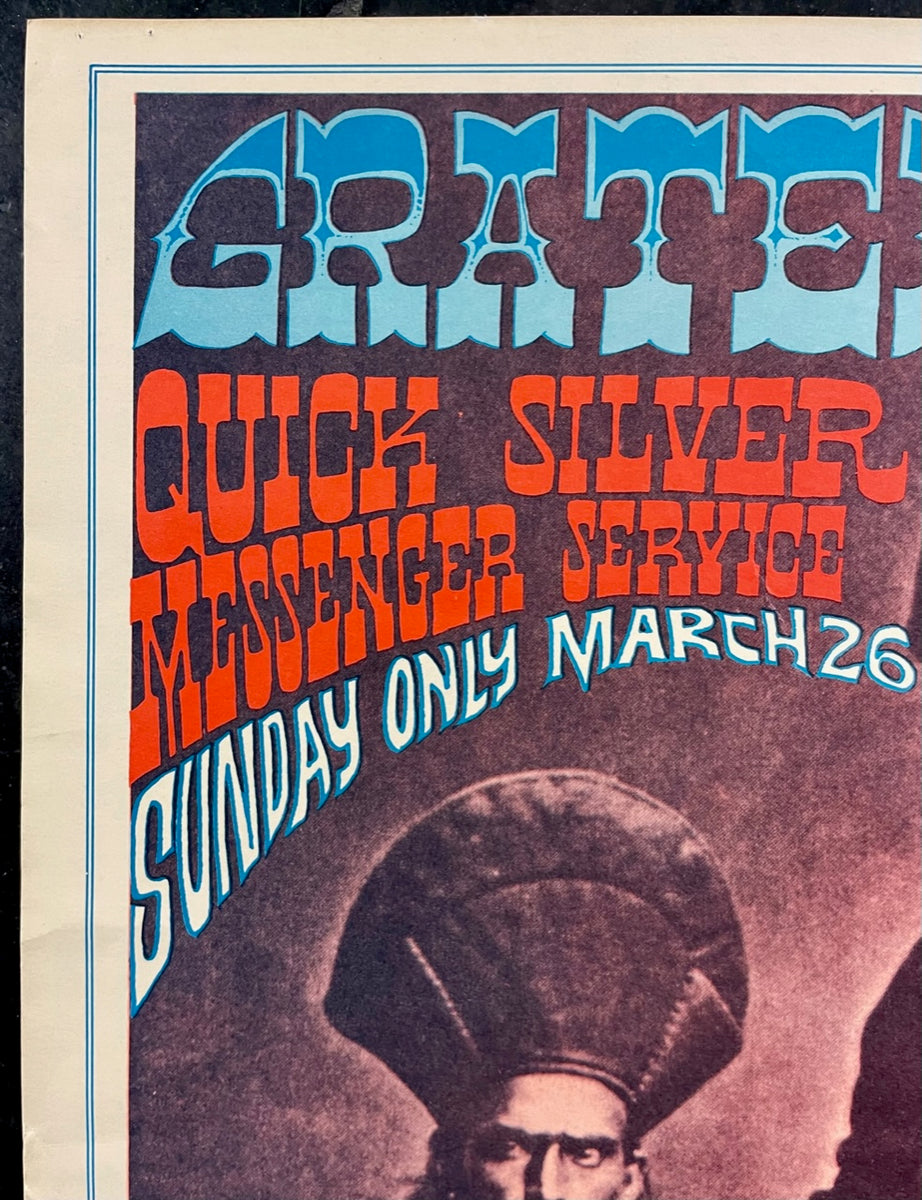 GRATE
QUICK SILVER
MESSENGER SERVICE
SUNDAY ONLY MARCH 26